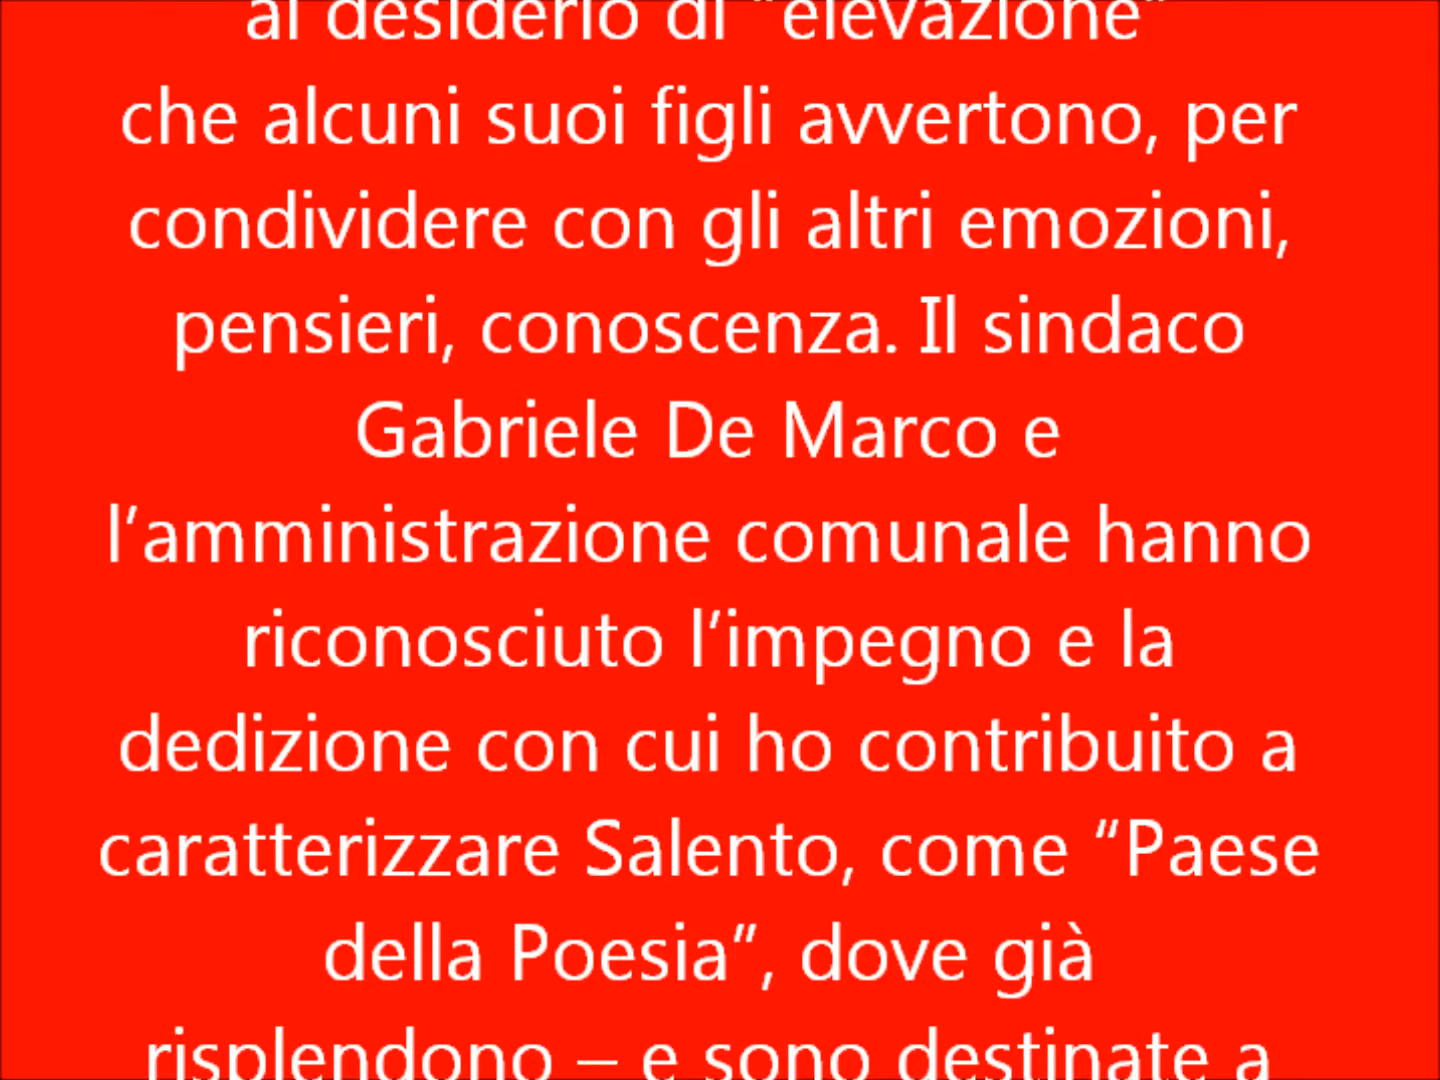 al desiderio di “elevazione”
che alcuni suoi figli avvertono, per
condividere con gli altri emozioni,
pensieri, conoscenza. Il sindaco
Gabriele De Marco e
l’amministrazione comunale hanno
riconosciuto l’impegno e la
dedizione con cui ho contribuito a
caratterizzare Salento, come “Paese
della Poesia”, dove già
risplendono – e sono destinate a